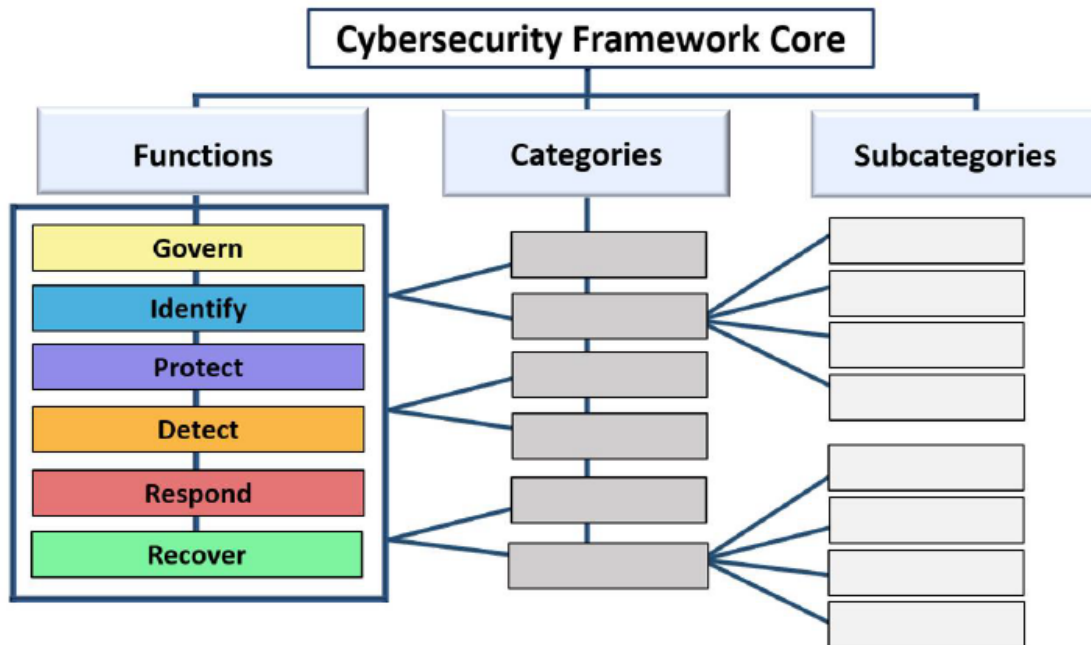 Cybersecurity Framework Core
Functions
Categories
Subcategories
Govern
Identify
Protect
Detect
Respond
Recover